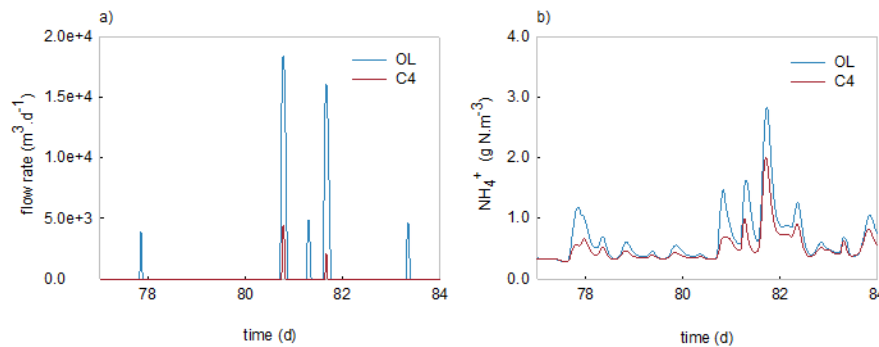 a)
2.0e+4
1.5e+4
1.0e+4
5.0e+3
0.0
flow rate (m3.d-1)
OL
C4
78
80
82
84
time (d)
b)
4.0
3.0
2.0
1.0
0.0
NH4+ (g N.m-3)
OL
C4
78
80
82
84
time (d)